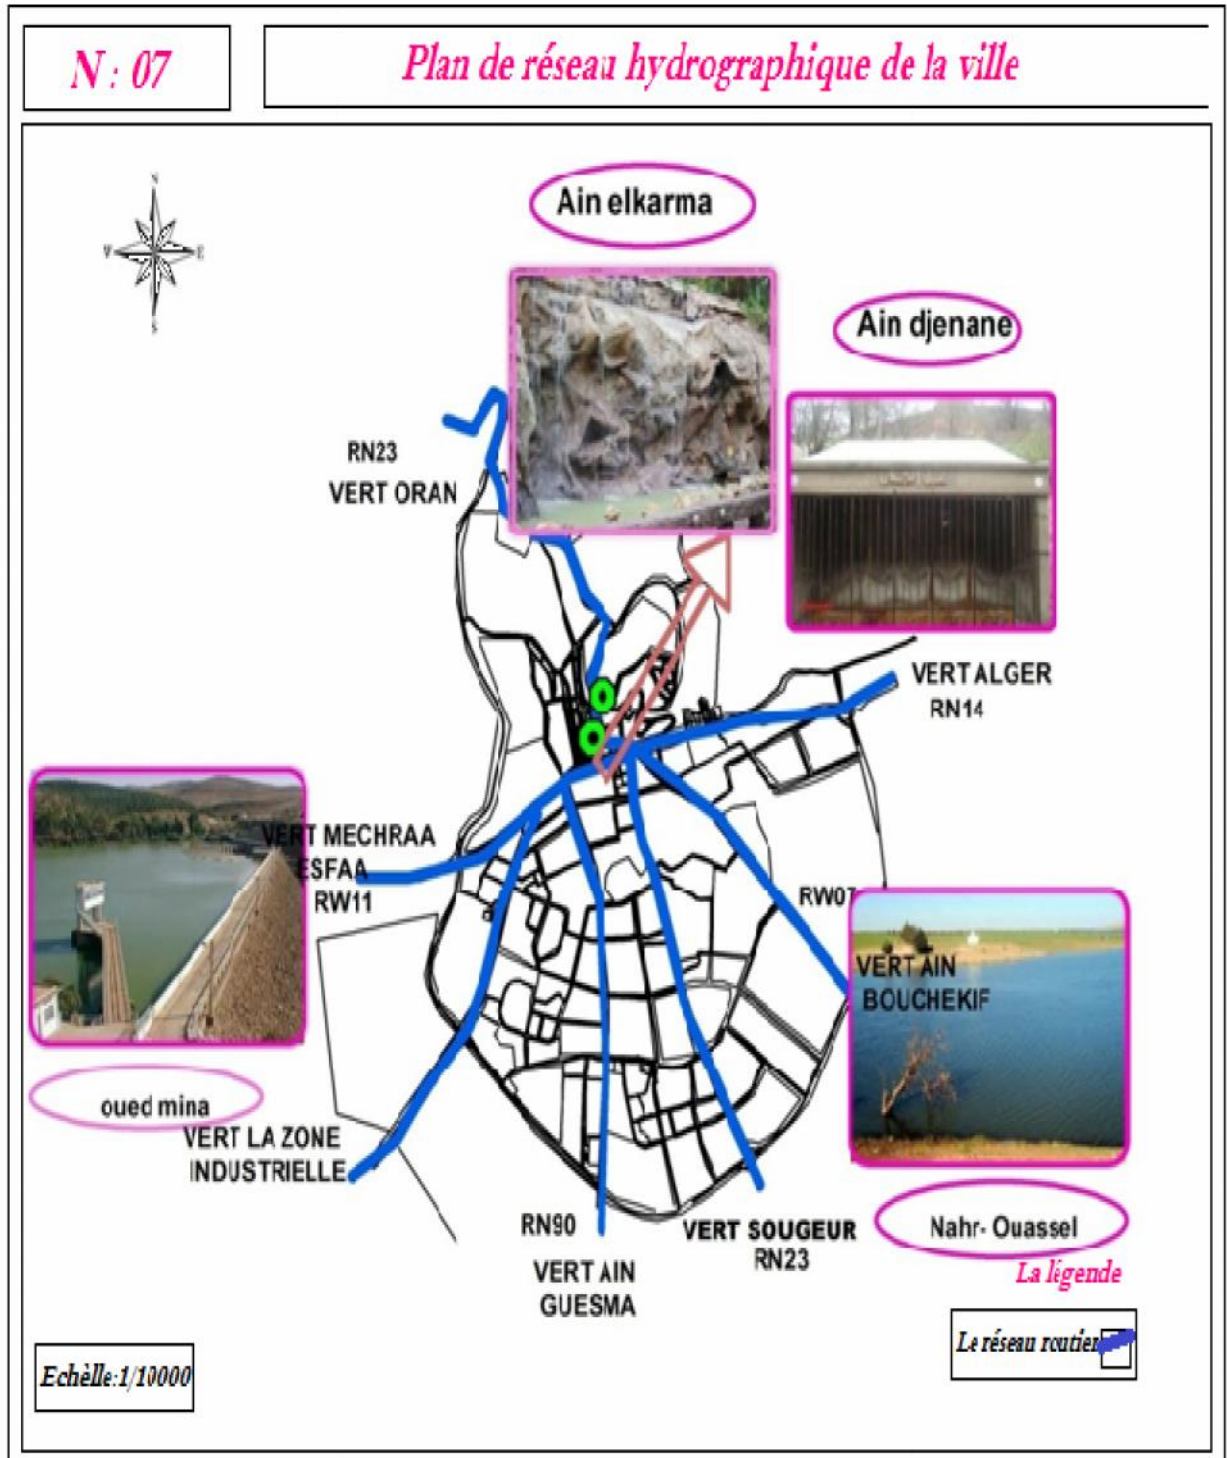 N : 07
Plan de réseau hydrographique de la ville
N
V E
S
Ain elkarma
Ain djenane
RN23
VERT ORAN
VERT ALGER
RN14
VERT MECHRAA
ESFAA
RW11
RW07
VERT AIN
BOUCHEKIF
oued mina
VERT LA ZONE
INDUSTRIELLE
RN90
VERT AIN
GUESMA
VERT SOUGEUR
RN23
Nahr- Ouassel
La légende
Le réseau routier
Echèlle:1/10000